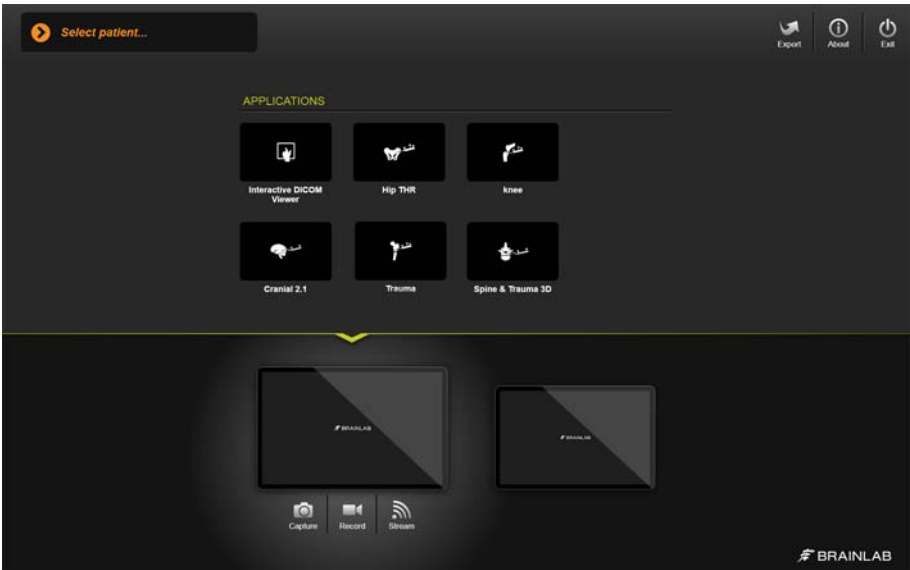 Select patient...
Export
About
Exit
APPLICATIONS
Interactive DICOM
Viewer
Hip THR
knee
Cranial 2.1
Trauma
Spine & Trauma 3D
BRAINLAB
BRAINLAB
Capture
Record
Stream
BRAINLAB